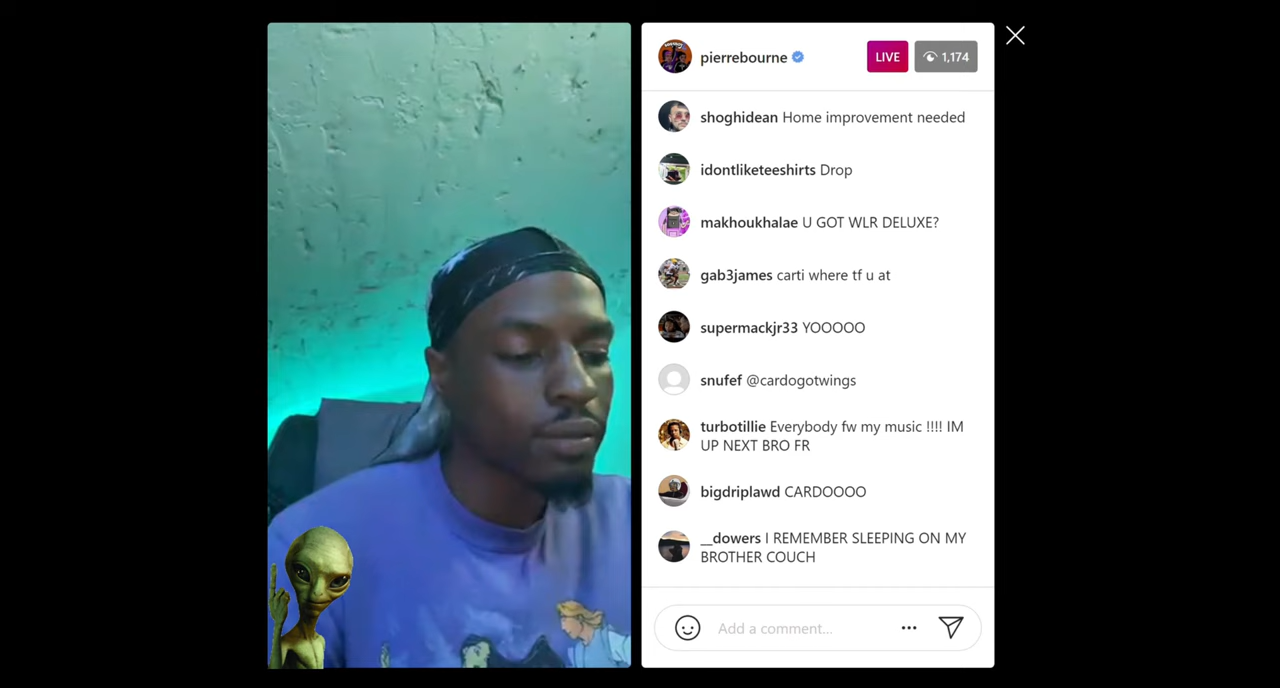 pierrebourne
LIVE
1,174
shoghidean Home improvement needed
idontliketeeshirts Drop
makhoukhalae U GOT WLR DELUXE?
gab3james carti where tf u at
supermackjr33 YOOOOO
snufef @cardogotwings
turbotillie Everybody fw my music !!!! IM
UP NEXT BRO FR
bigdriplawd CARDOOOO
__dowers I REMEMBER SLEEPING ON MY
BROTHER COUCH
Add a comment...